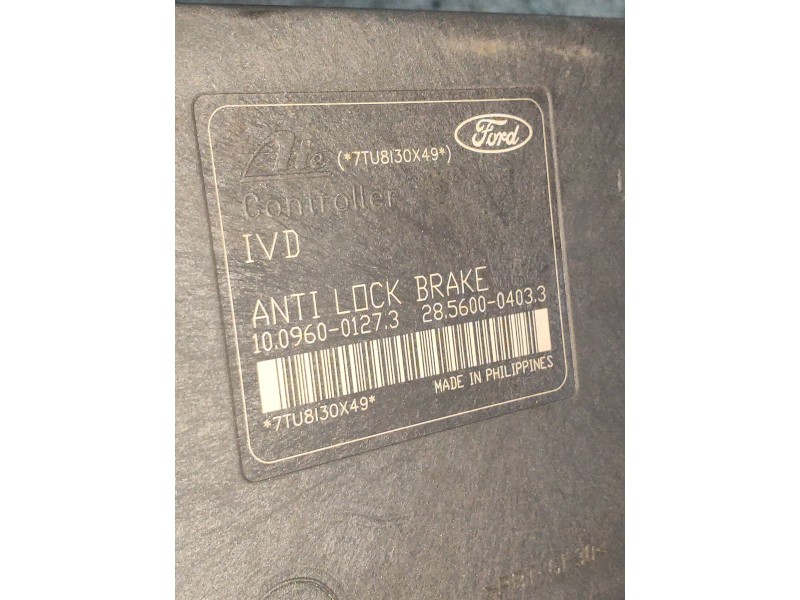 Ate (*7TU8I30X49*) Ford
Controller
IVD
ANTI LOCK BRAKE
10.0960-0127.3 28.5600-0403.3
*7TU8I30X49* MADE IN PHILIPPINES